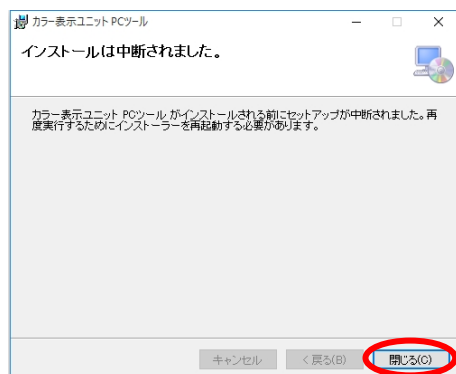 カラー表示ユニット PCツール
インストールは中断されました。
カラー表示ユニット PCツール がインストールされる前にセットアップが中断されました。再
度実行するためにインストーラーを再起動する必要があります。
キャンセル
< 戻る(B)
閉じる(C)